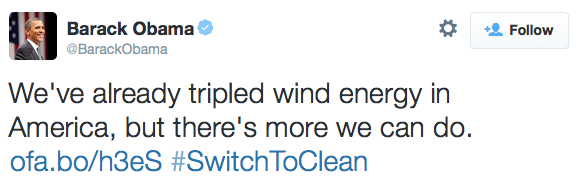 Barack Obama
@BarackObama
Follow
We've already tripled wind energy in
America, but there's more we can do.
ofa.bo/h3eS #SwitchToClean